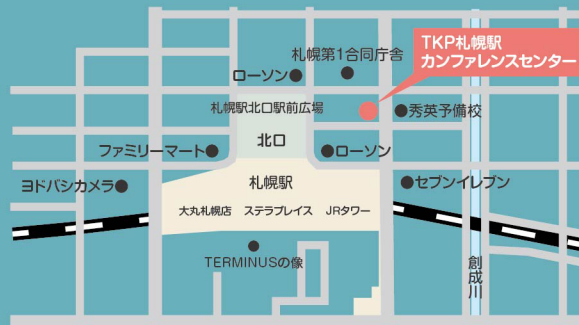 TKP札幌駅
カンファレンスセンター
札幌第1合同庁舎
ローソン
札幌駅北口駅前広場
秀英予備校
北口
ファミリーマート
ローソン
札幌駅
ヨドバシカメラ
セブンイレブン
大丸札幌店 ステラプレイス JRタワー
TERMINUSの像
創成川